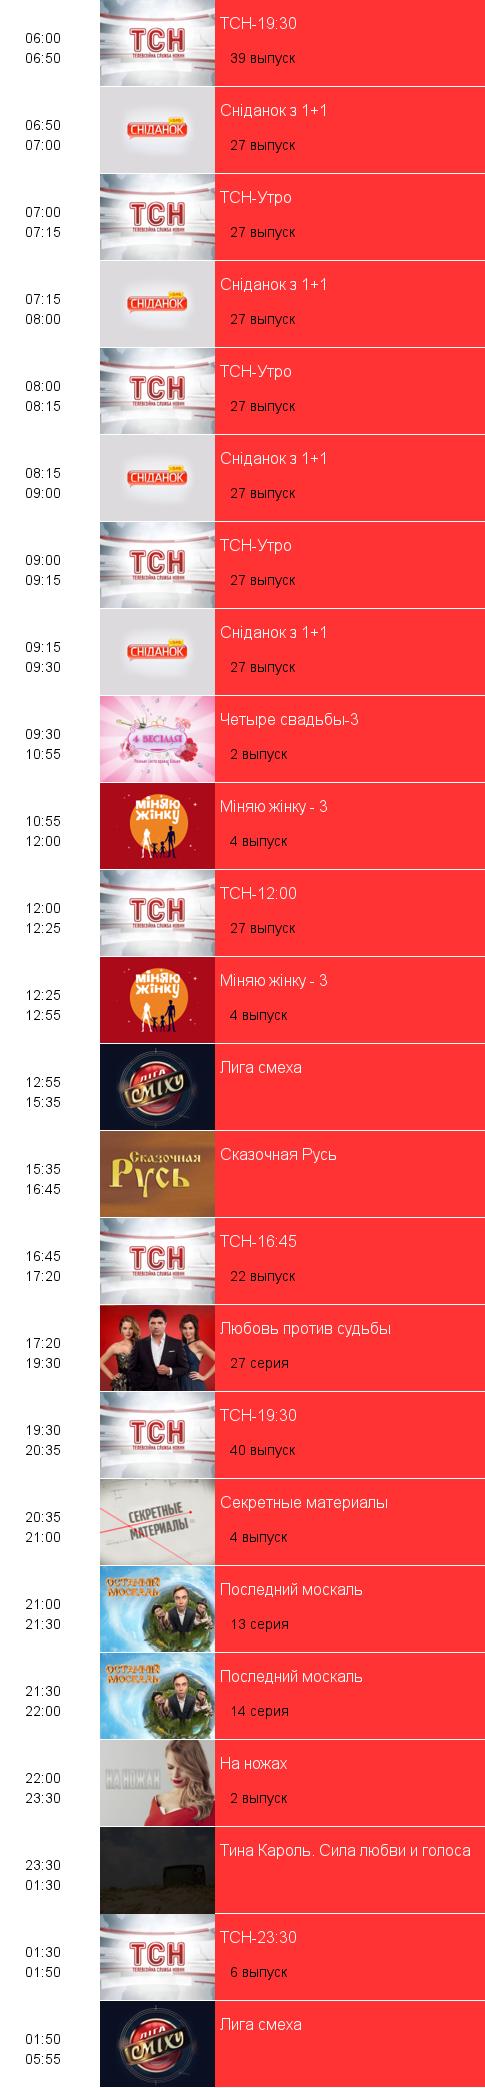 06:00
06:50
ТСН
ТЕЛЕВІЗІЙНА СЛУЖБА НОВИН
ТСН-19:30
39 выпуск
06:50
07:00
СНІДАНОК
Сніданок з 1+1
27 выпуск
07:00
07:15
ТСН
ТЕЛЕВІЗІЙНА СЛУЖБА НОВИН
ТСН-Утро
27 выпуск
07:15
08:00
СНІДАНОК
Сніданок з 1+1
27 выпуск
08:00
08:15
ТСН
ТЕЛЕВІЗІЙНА СЛУЖБА НОВИН
ТСН-Утро
27 выпуск
08:15
09:00
СНІДАНОК
Сніданок з 1+1
27 выпуск
09:00
09:15
ТСН
ТЕЛЕВІЗІЙНА СЛУЖБА НОВИН
ТСН-Утро
27 выпуск
09:15
09:30
СНІДАНОК
Сніданок з 1+1
27 выпуск
09:30
10:55
4 ВЕСІЛЛЯ
Четыре свадьбы-3
2 выпуск
10:55
12:00
МІНЯЮ
ЖІНКУ
Міняю жінку - 3
4 выпуск
12:00
12:25
ТСН
ТЕЛЕВІЗІЙНА СЛУЖБА НОВИН
ТСН-12:00
27 выпуск
12:25
12:55
МІНЯЮ
ЖІНКУ
Міняю жінку - 3
4 выпуск
12:55
15:35
ЛІГА
СМІХУ
Лига смеха
15:35
16:45
Сказочная
Русь
Сказочная Русь
16:45
17:20
ТСН
ТЕЛЕВІЗІЙНА СЛУЖБА НОВИН
ТСН-16:45
22 выпуск
17:20
19:30
Любовь против судьбы
27 серия
19:30
20:35
ТСН
ТЕЛЕВІЗІЙНА СЛУЖБА НОВИН
ТСН-19:30
40 выпуск
20:35
21:00
СЕКРЕТНЫЕ
МАТЕРИАЛЫ
Секретные материалы
4 выпуск
21:00
21:30
ОСТАННІЙ
МОСКАЛЬ
Последний москаль
13 серия
21:30
22:00
ОСТАННІЙ
МОСКАЛЬ
Последний москаль
14 серия
22:00
23:30
НА НОЖАХ
На ножах
2 выпуск
23:30
01:30
Тина Кароль. Сила любви и голоса
01:30
01:50
ТСН
ТЕЛЕВІЗІЙНА СЛУЖБА НОВИН
ТСН-23:30
6 выпуск
01:50
05:55
ЛІГА
СМІХУ
Лига смеха